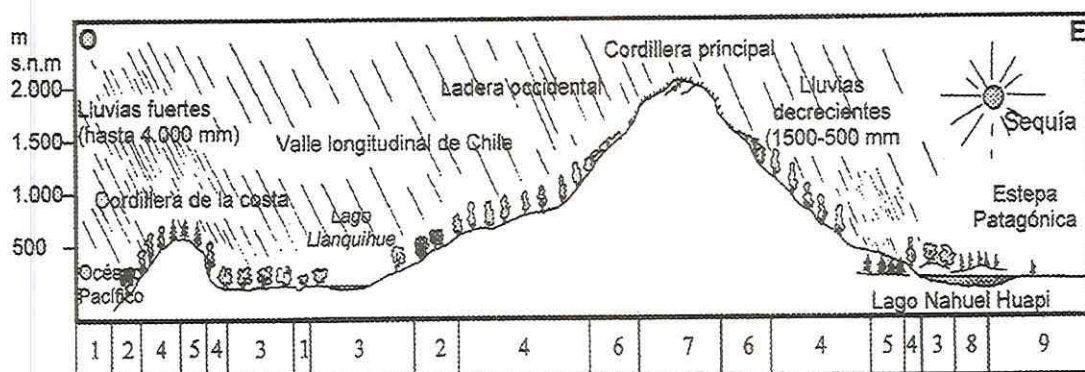 m
s.n.m
2.000
1.500
1.000
500
O
E
Lluvias fuertes
(hasta 4.000 mm)
Cordillera de la costa
Océano
Pacífico
Valle longitudinal de Chile
Lago
Llanquihue
Ladera occidental
Cordillera principal
Lluvias
decrecientes
(1500-500 mm
Sequía
Estepa
Patagónica
Lago Nahuel Huapi
1 2 4 5 4 3 1 3 2 4 6 7 6 4 5 4 3 8 9